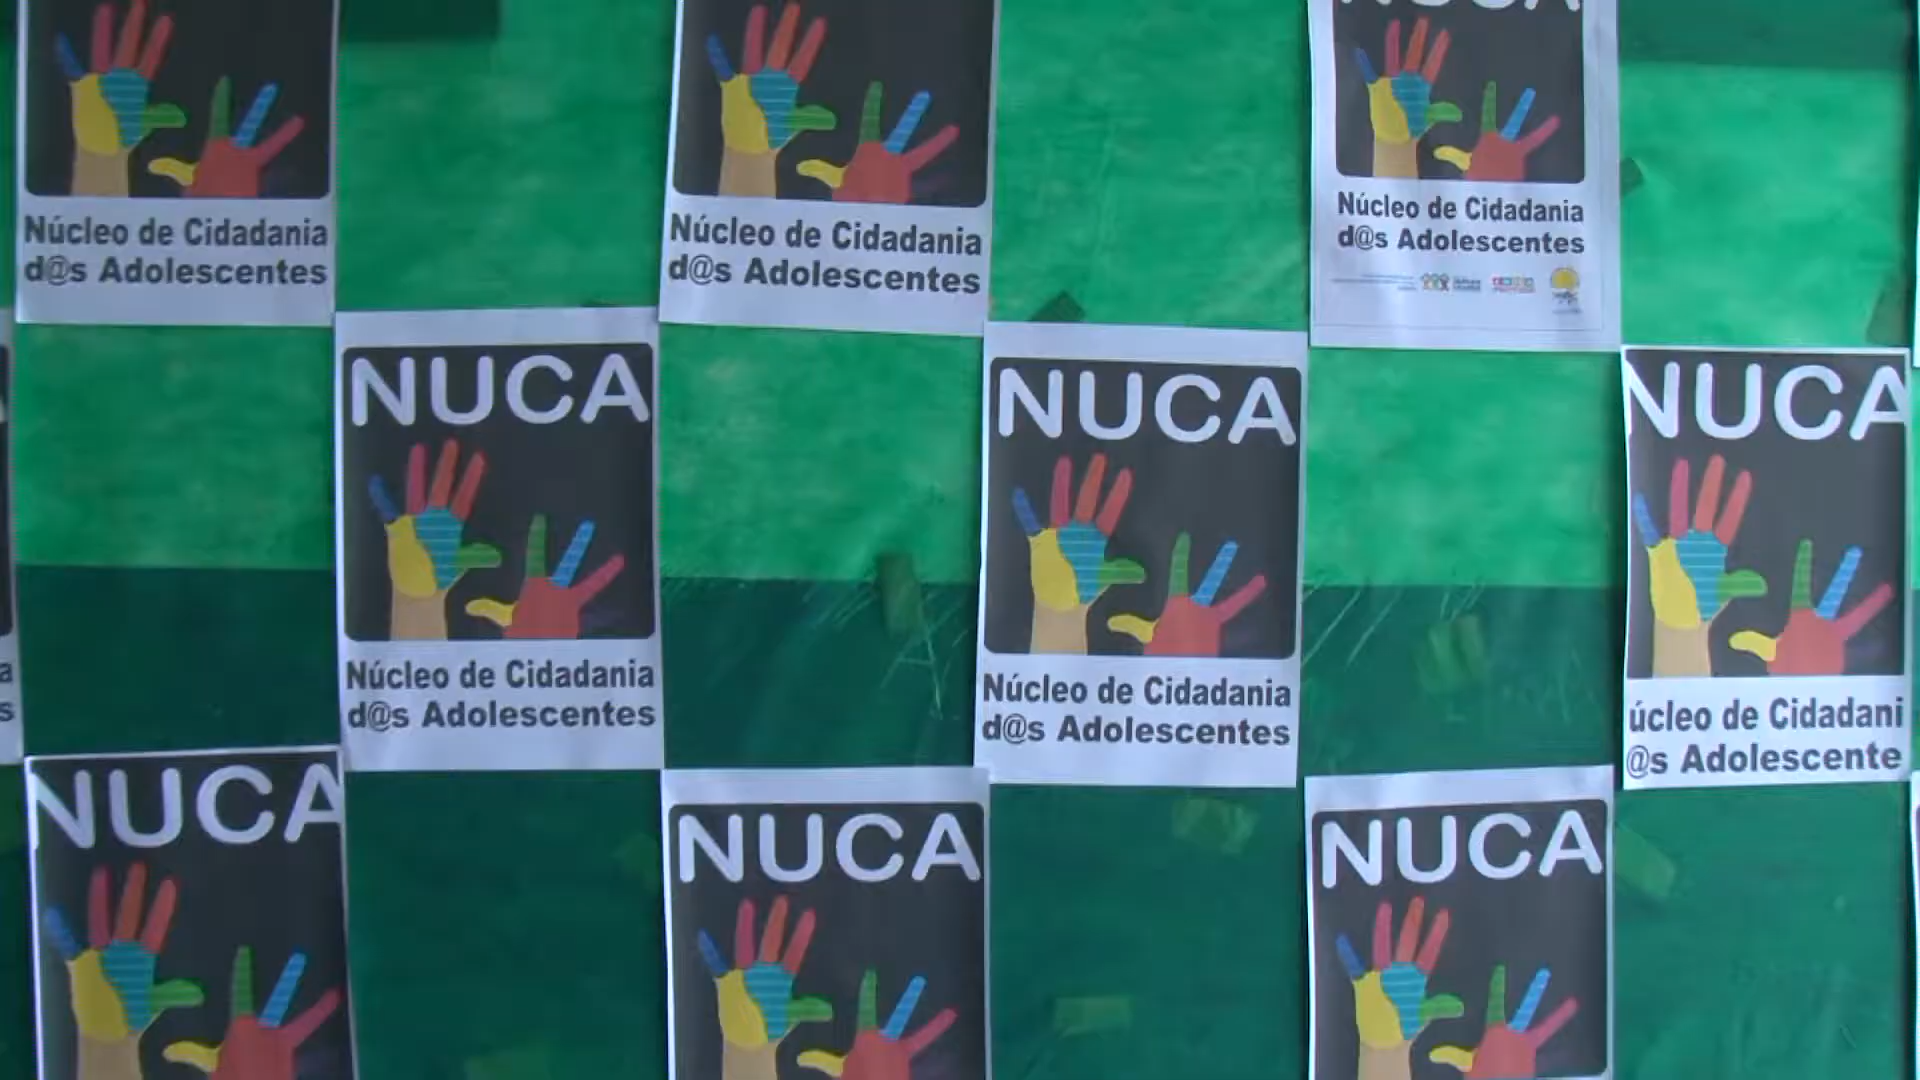 NUCA
Núcleo de Cidadania
d@s Adolescentes
Núcleo de Cidadania
d@s Adolescentes
Núcleo de Cidadania
d@s Adolescentes
NUCA
Núcleo de Cidadania
d@s Adolescentes
NUCA
Núcleo de Cidadania
d@s Adolescentes
NUCA
úcleo de Cidadani
@s Adolescente
a
s
NUCA
NUCA
NUCA